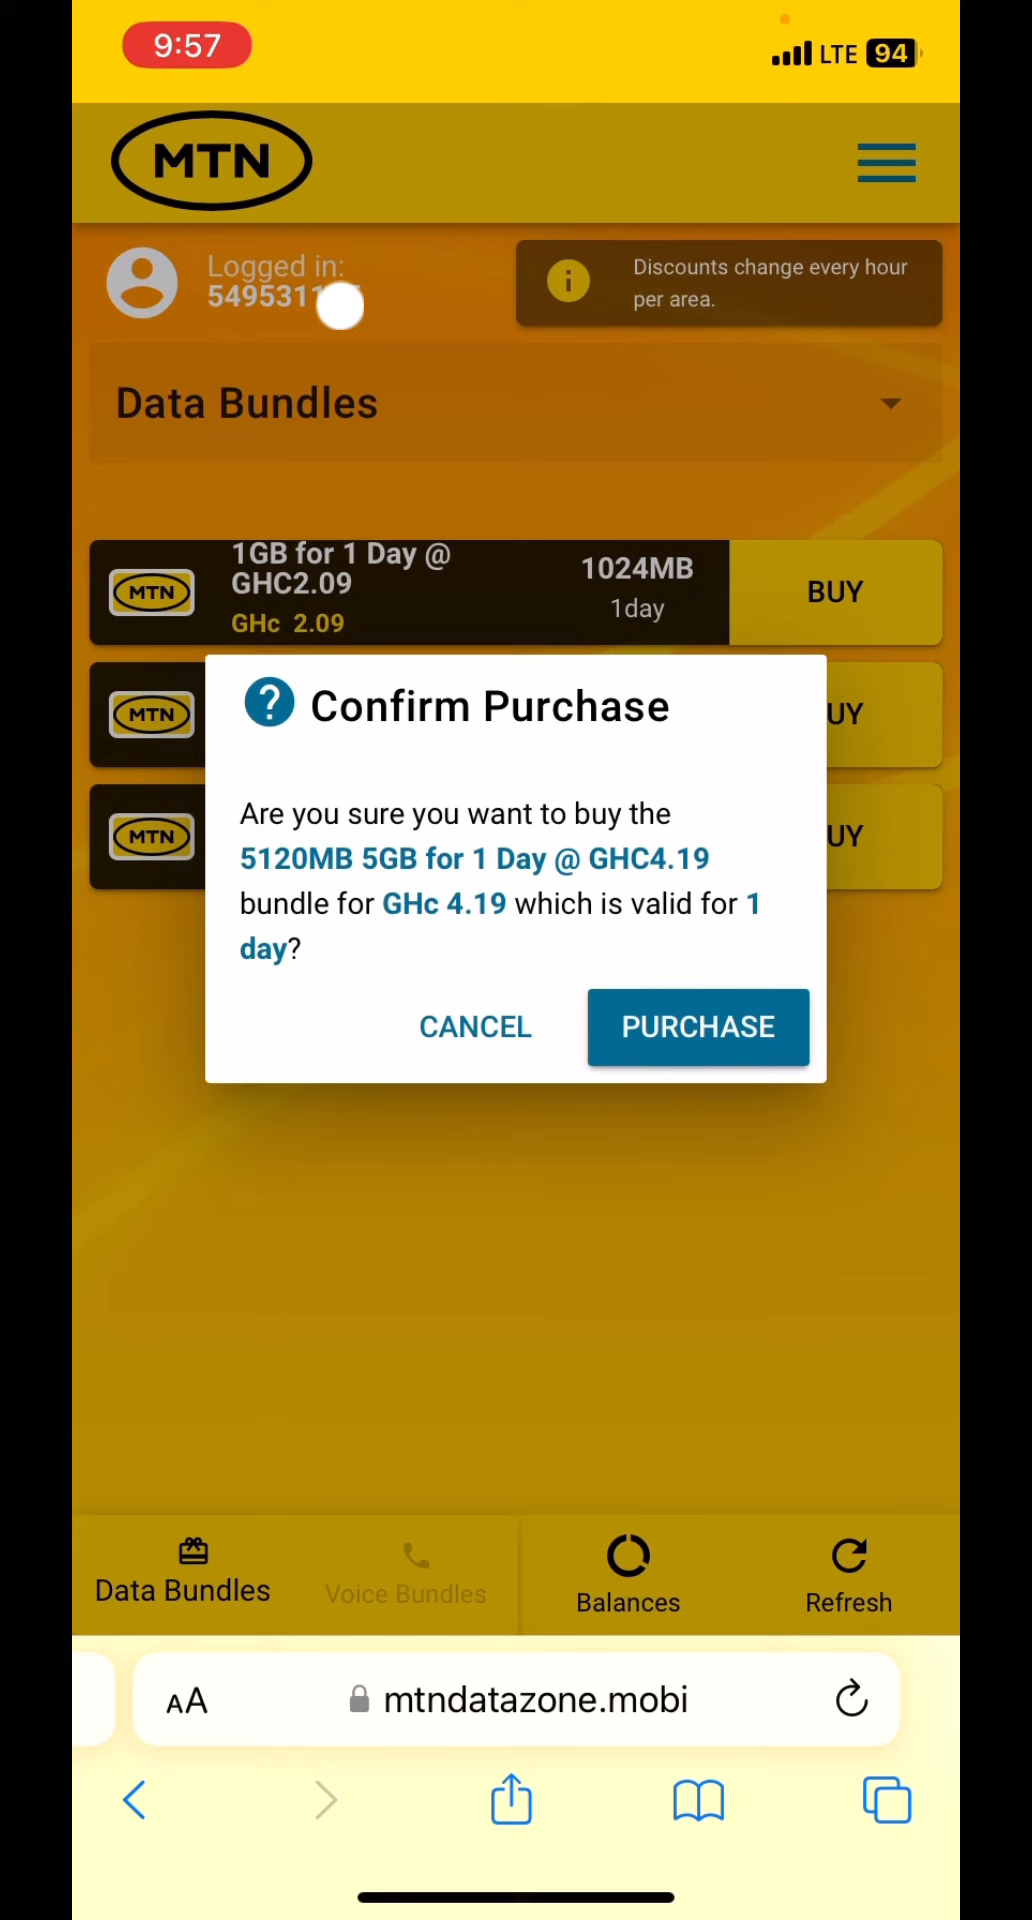 9:57
LTE 94
MTN
Logged in:
Discounts change every hour
per area.
Data Bundles
1GB for 1 Day @
GHC2.09
GHc 2.09
1024MB
1day
BUY
MTN
MTN
UY
MTN
UY
Confirm Purchase
Are you sure you want to buy the
5120MB 5GB for 1 Day @ GHC4.19
bundle for GHc 4.19 which is valid for 1
day?
CANCEL
PURCHASE
Data Bundles
Voice Bundles
Balances
Refresh
AA
mtndatazone.mobi